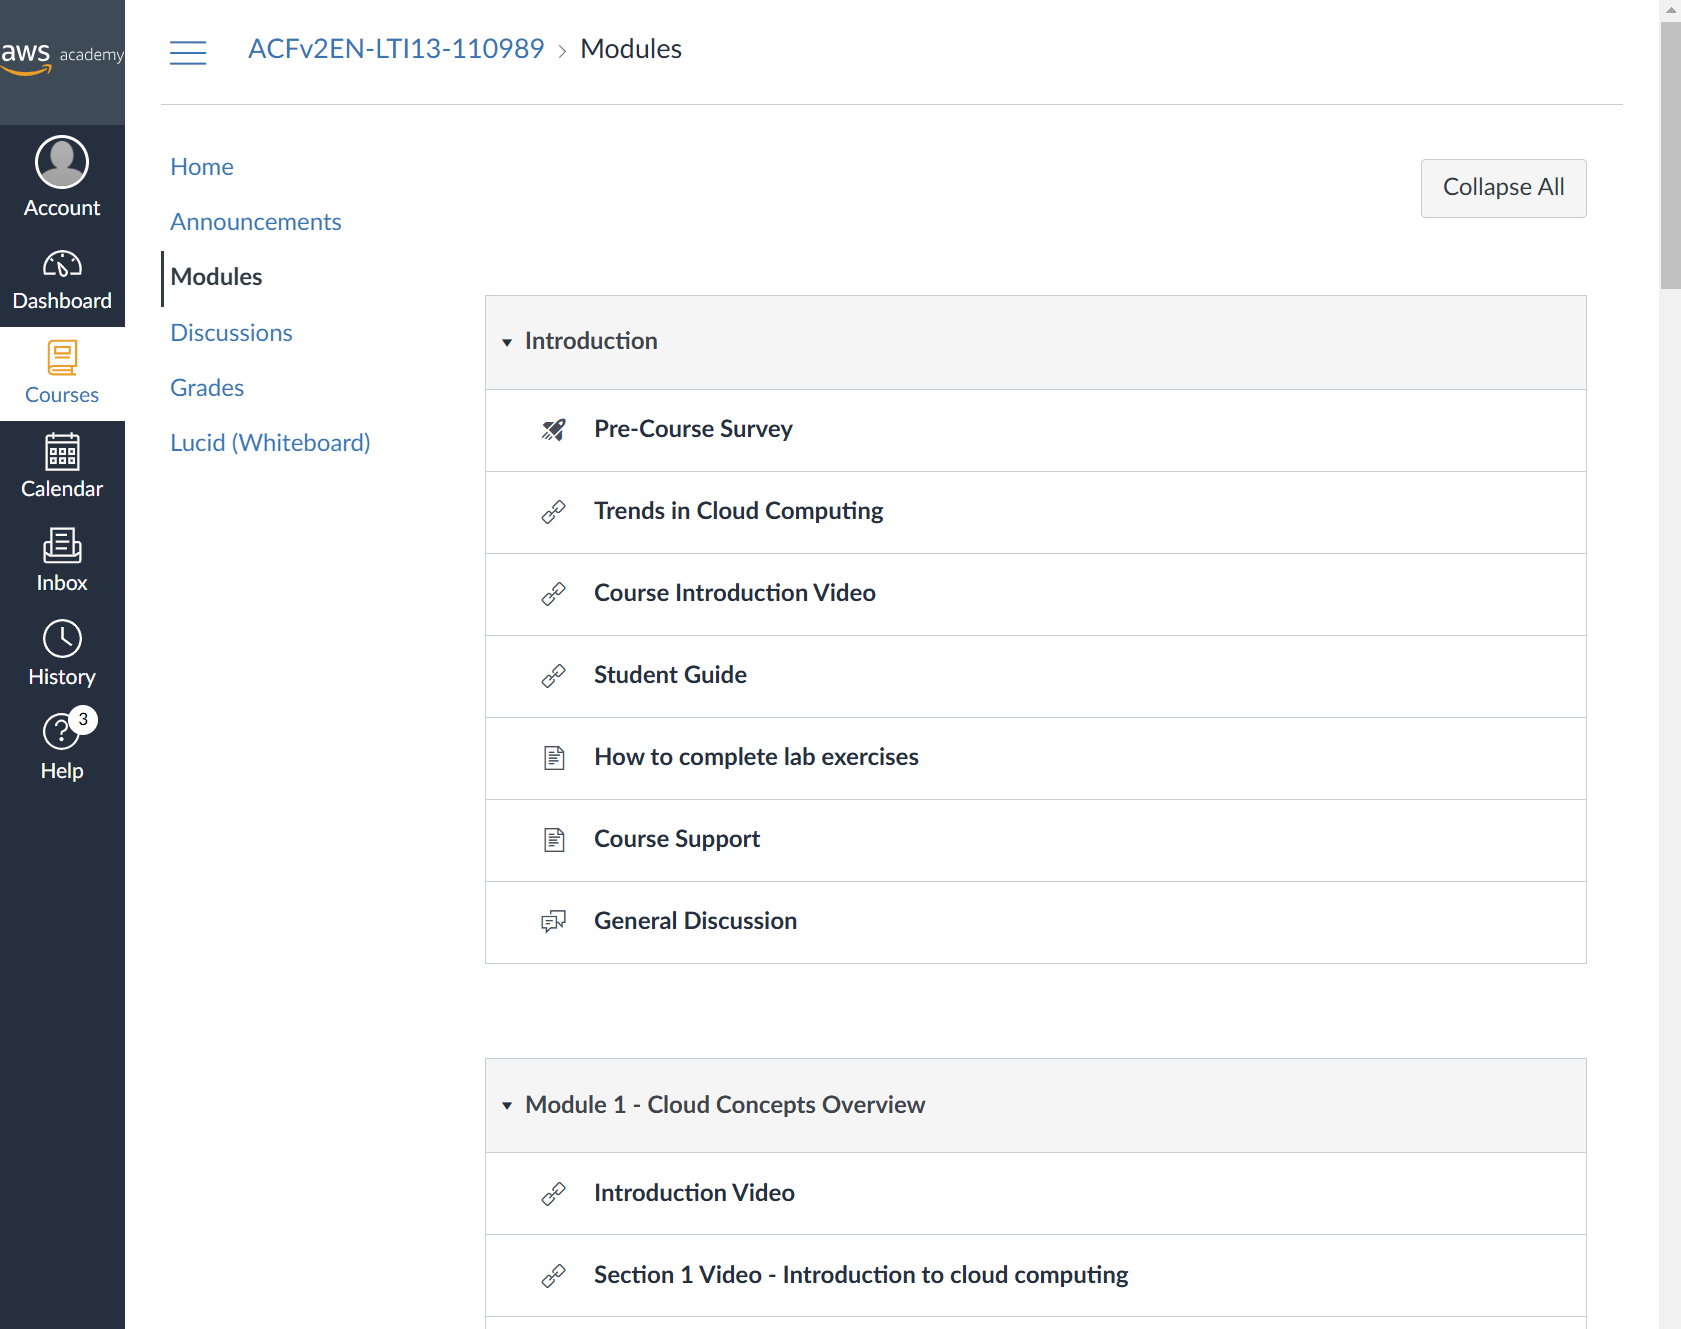 aws academy
Account
Dashboard
Courses
Calendar
Inbox
History
3
Help
ACFv2EN-LTI13-110989 › Modules
Home
Announcements
Modules
Discussions
Grades
Lucid (Whiteboard)
Collapse All
Introduction
Pre-Course Survey
Trends in Cloud Computing
Course Introduction Video
Student Guide
How to complete lab exercises
Course Support
General Discussion
Module 1 - Cloud Concepts Overview
Introduction Video
Section 1 Video - Introduction to cloud computing